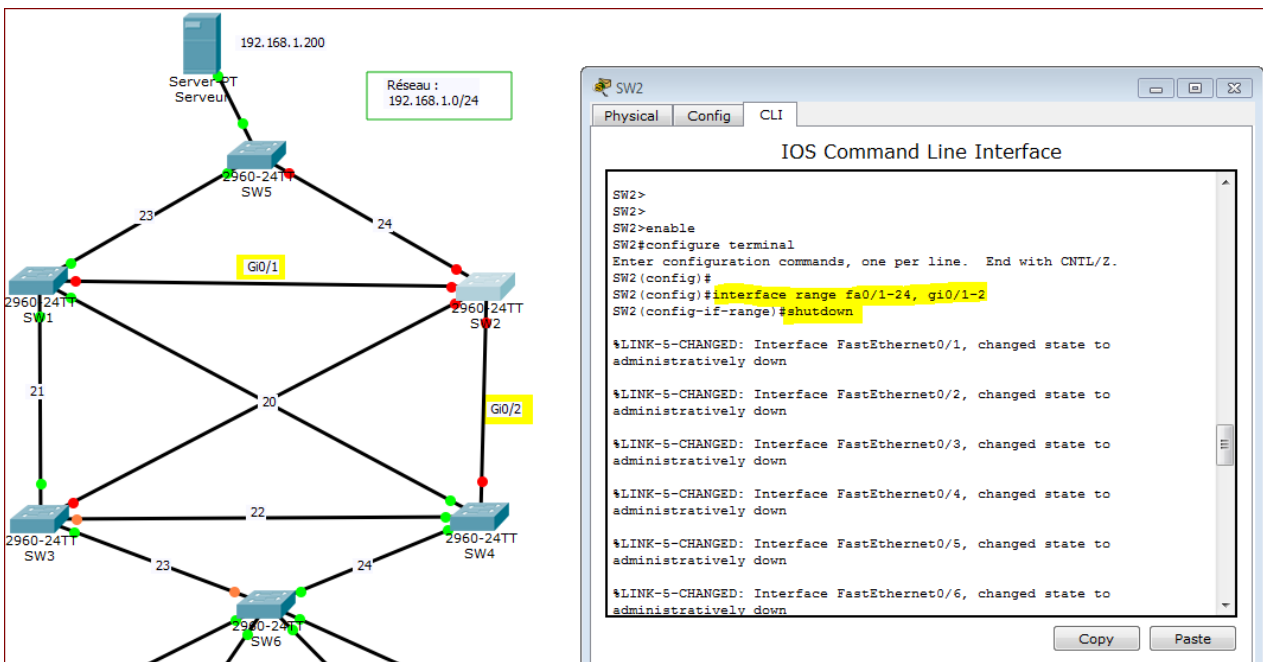 192.168.1.200
Server-PT
Serveur
Réseau :
192.168.1.0/24
2960-24TT
SW5
23
24
Gi0/1
2960-24TT
SW1
2960-24TT
SW2
21
20
Gi0/2
22
2960-24TT
SW3
2960-24TT
SW4
23
24
2960-24TT
SW6
SW2
Physical
Config
CLI
IOS Command Line Interface
SW2>
SW2>
SW2>enable
SW2#configure terminal
Enter configuration commands, one per line.  End with CNTL/Z.
SW2(config)#
SW2(config)#interface range fa0/1-24, gi0/1-2
SW2(config-if-range)#shutdown
%LINK-5-CHANGED: Interface FastEthernet0/1, changed state to
administratively down
%LINK-5-CHANGED: Interface FastEthernet0/2, changed state to
administratively down
%LINK-5-CHANGED: Interface FastEthernet0/3, changed state to
administratively down
%LINK-5-CHANGED: Interface FastEthernet0/4, changed state to
administratively down
%LINK-5-CHANGED: Interface FastEthernet0/5, changed state to
administratively down
%LINK-5-CHANGED: Interface FastEthernet0/6, changed state to
administratively down
Copy
Paste